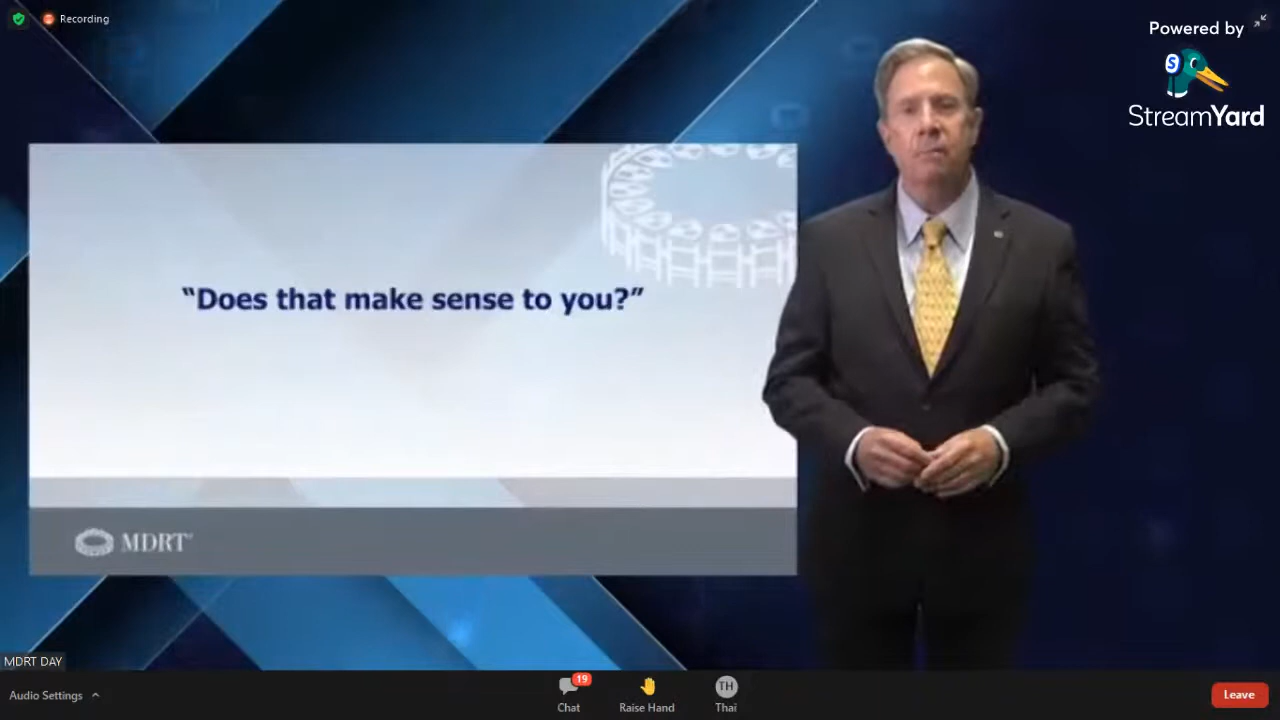 Recording
Powered by
StreamYard
“Does that make sense to you?”
MDRT
MDRT DAY
Audio Settings
19
Chat
Raise Hand
TH
Thai
Leave